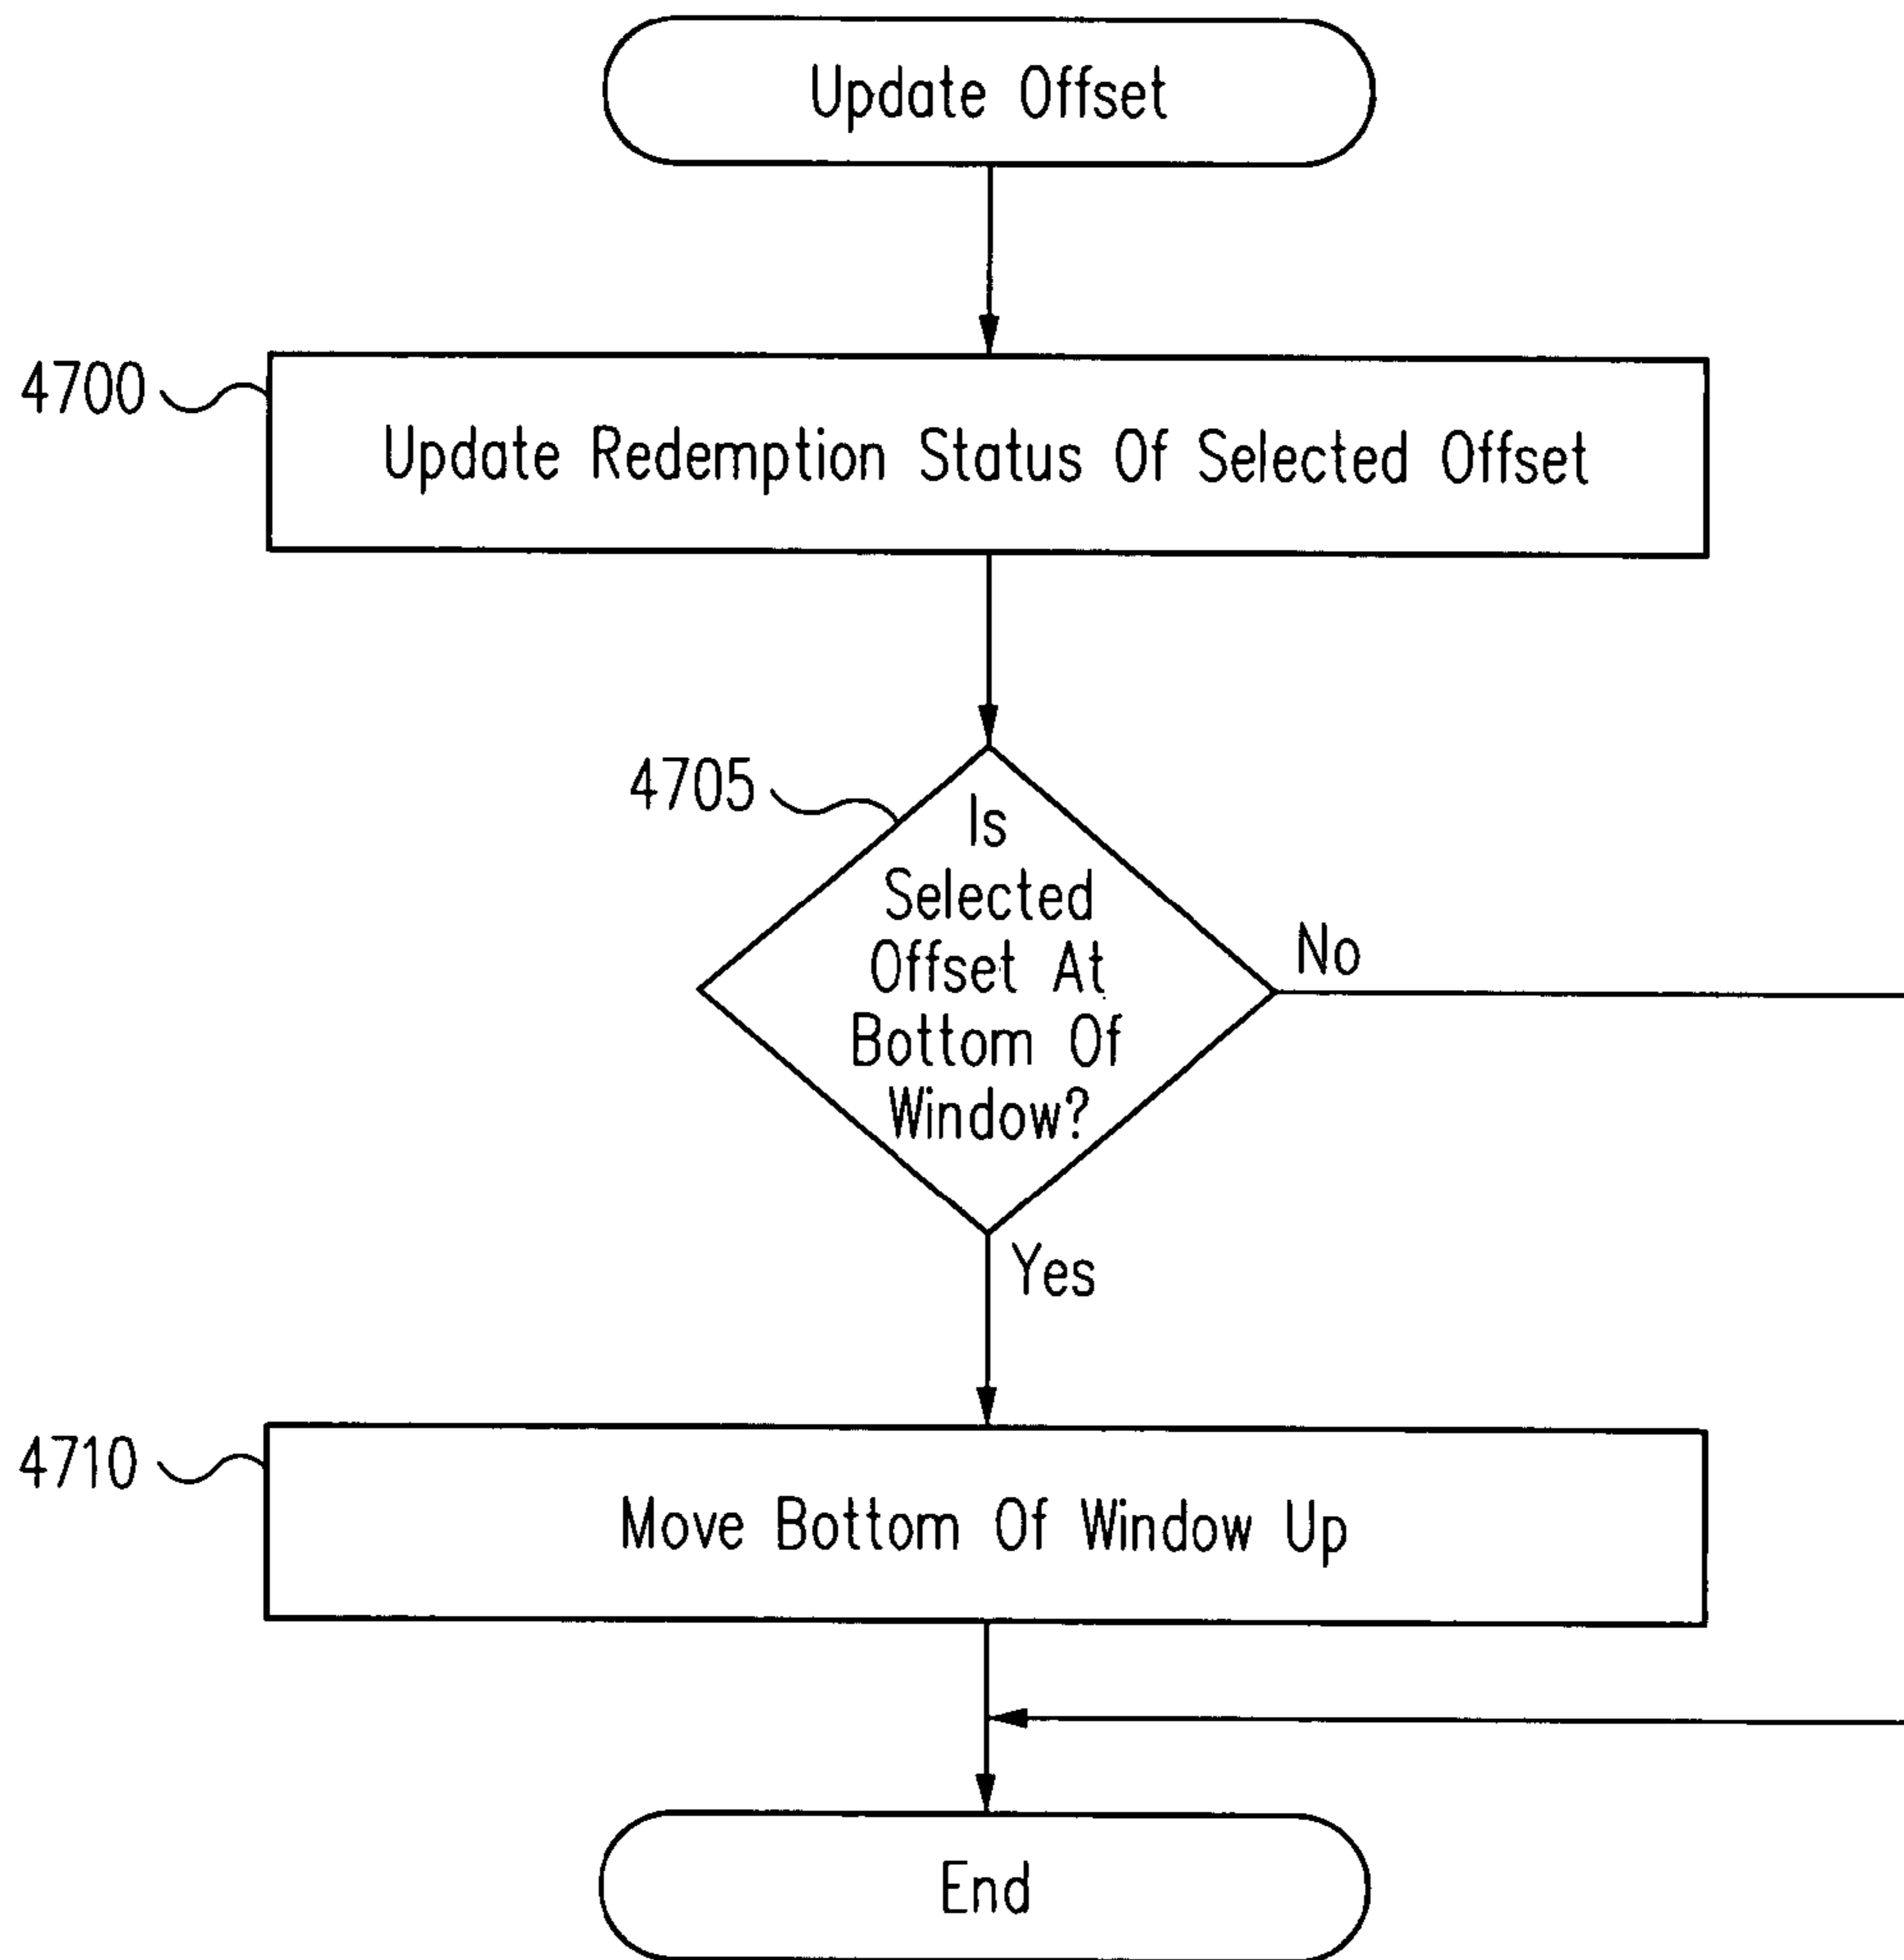 Update Offset
4700
Update Redemption Status Of Selected Offset
4705
Is
Selected
Offset At
Bottom Of
Window?
No
Yes
4710
Move Bottom Of Window Up
End